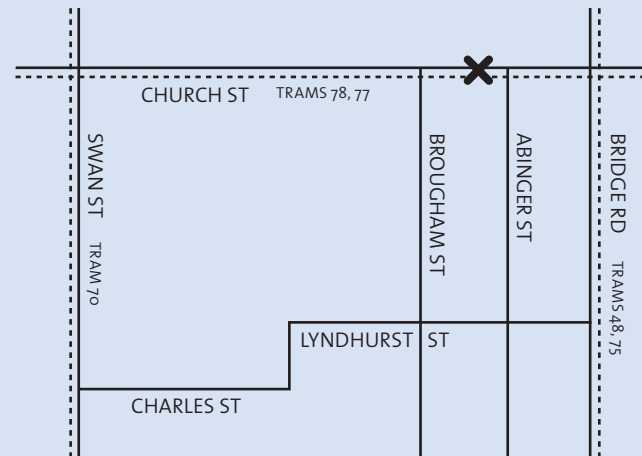 CHURCH ST TRAMS 78, 77
SWAN ST TRAM 70
BROUGHAM ST
ABINGER ST
BRIDGE RD TRAMS 48, 75
LYNDHURST ST
CHARLES ST